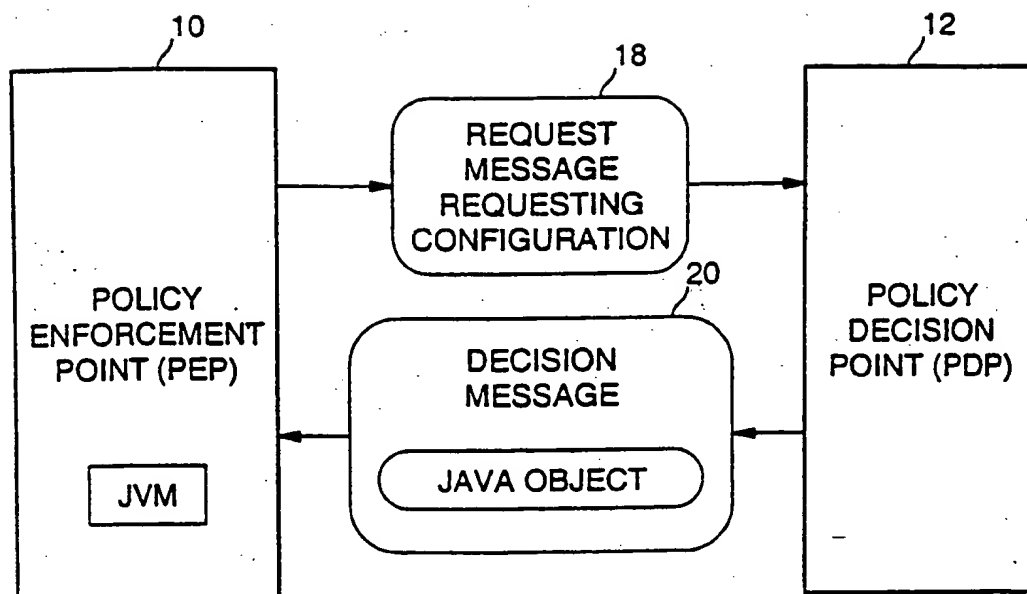 10
18
12
REQUEST
MESSAGE
REQUESTING
CONFIGURATION
20
POLICY
ENFORCEMENT
POINT (PEP)
DECISION
MESSAGE
POLICY
DECISION
POINT (PDP)
JAVA OBJECT
JVM